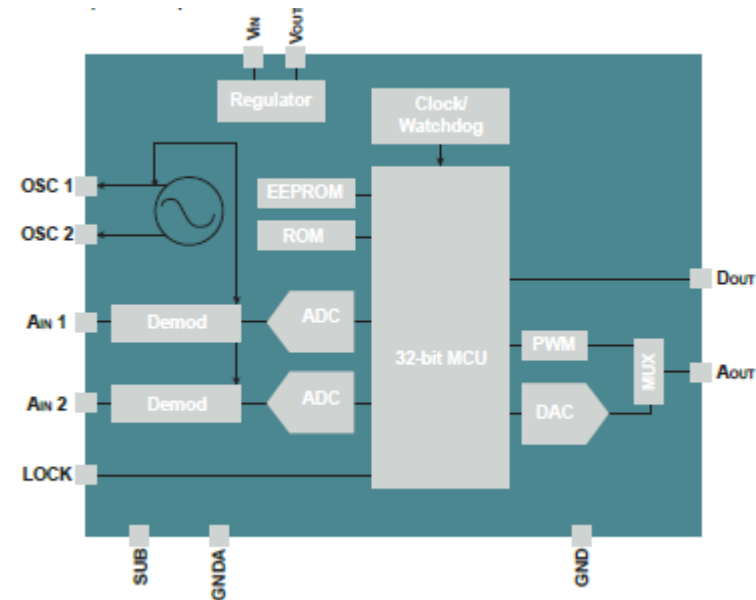 VIN
VOUT
Regulator
Clock/
Watchdog
OSC 1
EEPROM
OSC 2
ROM
DOUT
AIN 1
Demod
ADC
32-bit MCU
PWM
MUX
AOUT
AIN 2
Demod
ADC
DAC
LOCK
SUB
GNDA
GND